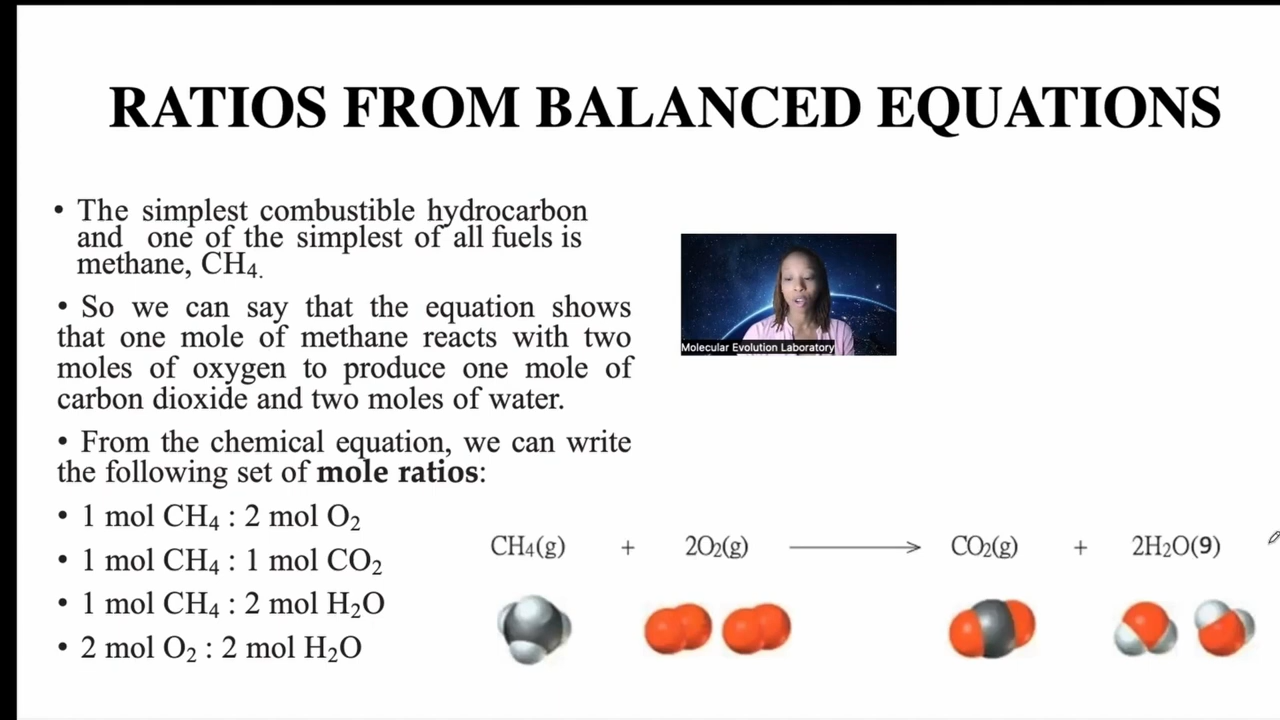 RATIOS FROM BALANCED EQUATIONS
• The simplest combustible hydrocarbon
and one of the simplest of all fuels is
methane, CH₄.
• So we can say that the equation shows
that one mole of methane reacts with two
moles of oxygen to produce one mole of
carbon dioxide and two moles of water.
• From the chemical equation, we can write
the following set of mole ratios:
• 1 mol CH₄ : 2 mol O₂
• 1 mol CH₄ : 1 mol CO₂
• 1 mol CH₄ : 2 mol H₂O
• 2 mol O₂ : 2 mol H₂O
Molecular Evolution Laboratory
CH₄(g) + 2O₂(g) ⟶ CO₂(g) + 2H₂O(9)